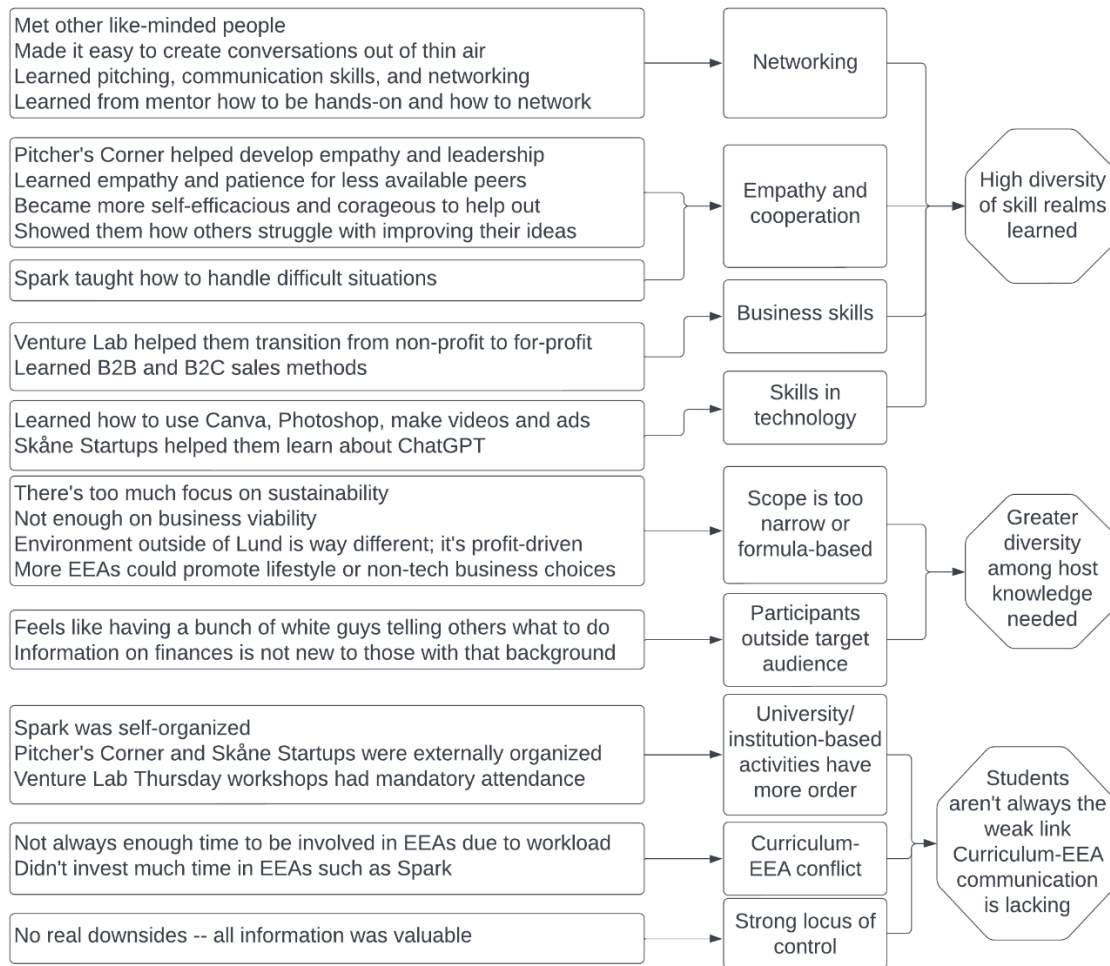 Met other like-minded people
Made it easy to create conversations out of thin air
Learned pitching, communication skills, and networking
Learned from mentor how to be hands-on and how to network
Networking
Pitcher's Corner helped develop empathy and leadership
Learned empathy and patience for less available peers
Became more self-efficacious and corageous to help out
Showed them how others struggle with improving their ideas
Spark taught how to handle difficult situations
Empathy and
cooperation
Venture Lab helped them transition from non-profit to for-profit
Learned B2B and B2C sales methods
Business skills
Learned how to use Canva, Photoshop, make videos and ads
Skåne Startups helped them learn about ChatGPT
Skills in
technology
High diversity
of skill realms
learned
There's too much focus on sustainability
Not enough on business viability
Environment outside of Lund is way different; it's profit-driven
More EEAs could promote lifestyle or non-tech business choices
Scope is too
narrow or
formula-based
Feels like having a bunch of white guys telling others what to do
Information on finances is not new to those with that background
Participants
outside target
audience
Greater
diversity
among host
knowledge
needed
Spark was self-organized
Pitcher's Corner and Skåne Startups were externally organized
Venture Lab Thursday workshops had mandatory attendance
University/
institution-based
activities have
more order
Not always enough time to be involved in EEAs due to workload
Didn't invest much time in EEAs such as Spark
Curriculum-
EEA conflict
No real downsides -- all information was valuable
Strong locus of
control
Students
aren't always the
weak link
Curriculum-EEA
communication
is lacking